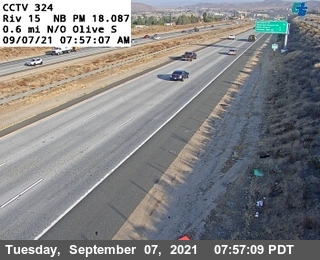 CCTV 324
Riv 15 NB PM 18.087
0.6 mi N/O Olive S
09/07/21 07:57:07 AM
Tuesday, September 07, 2021 07:57:09 PDT